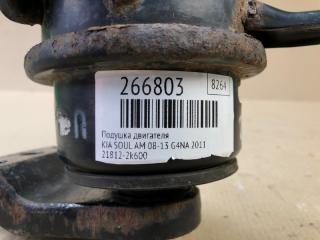 266803
8264
Подушка двигателя
KIA SOUL AM 08-13 G4NA 2011
21812-2k600